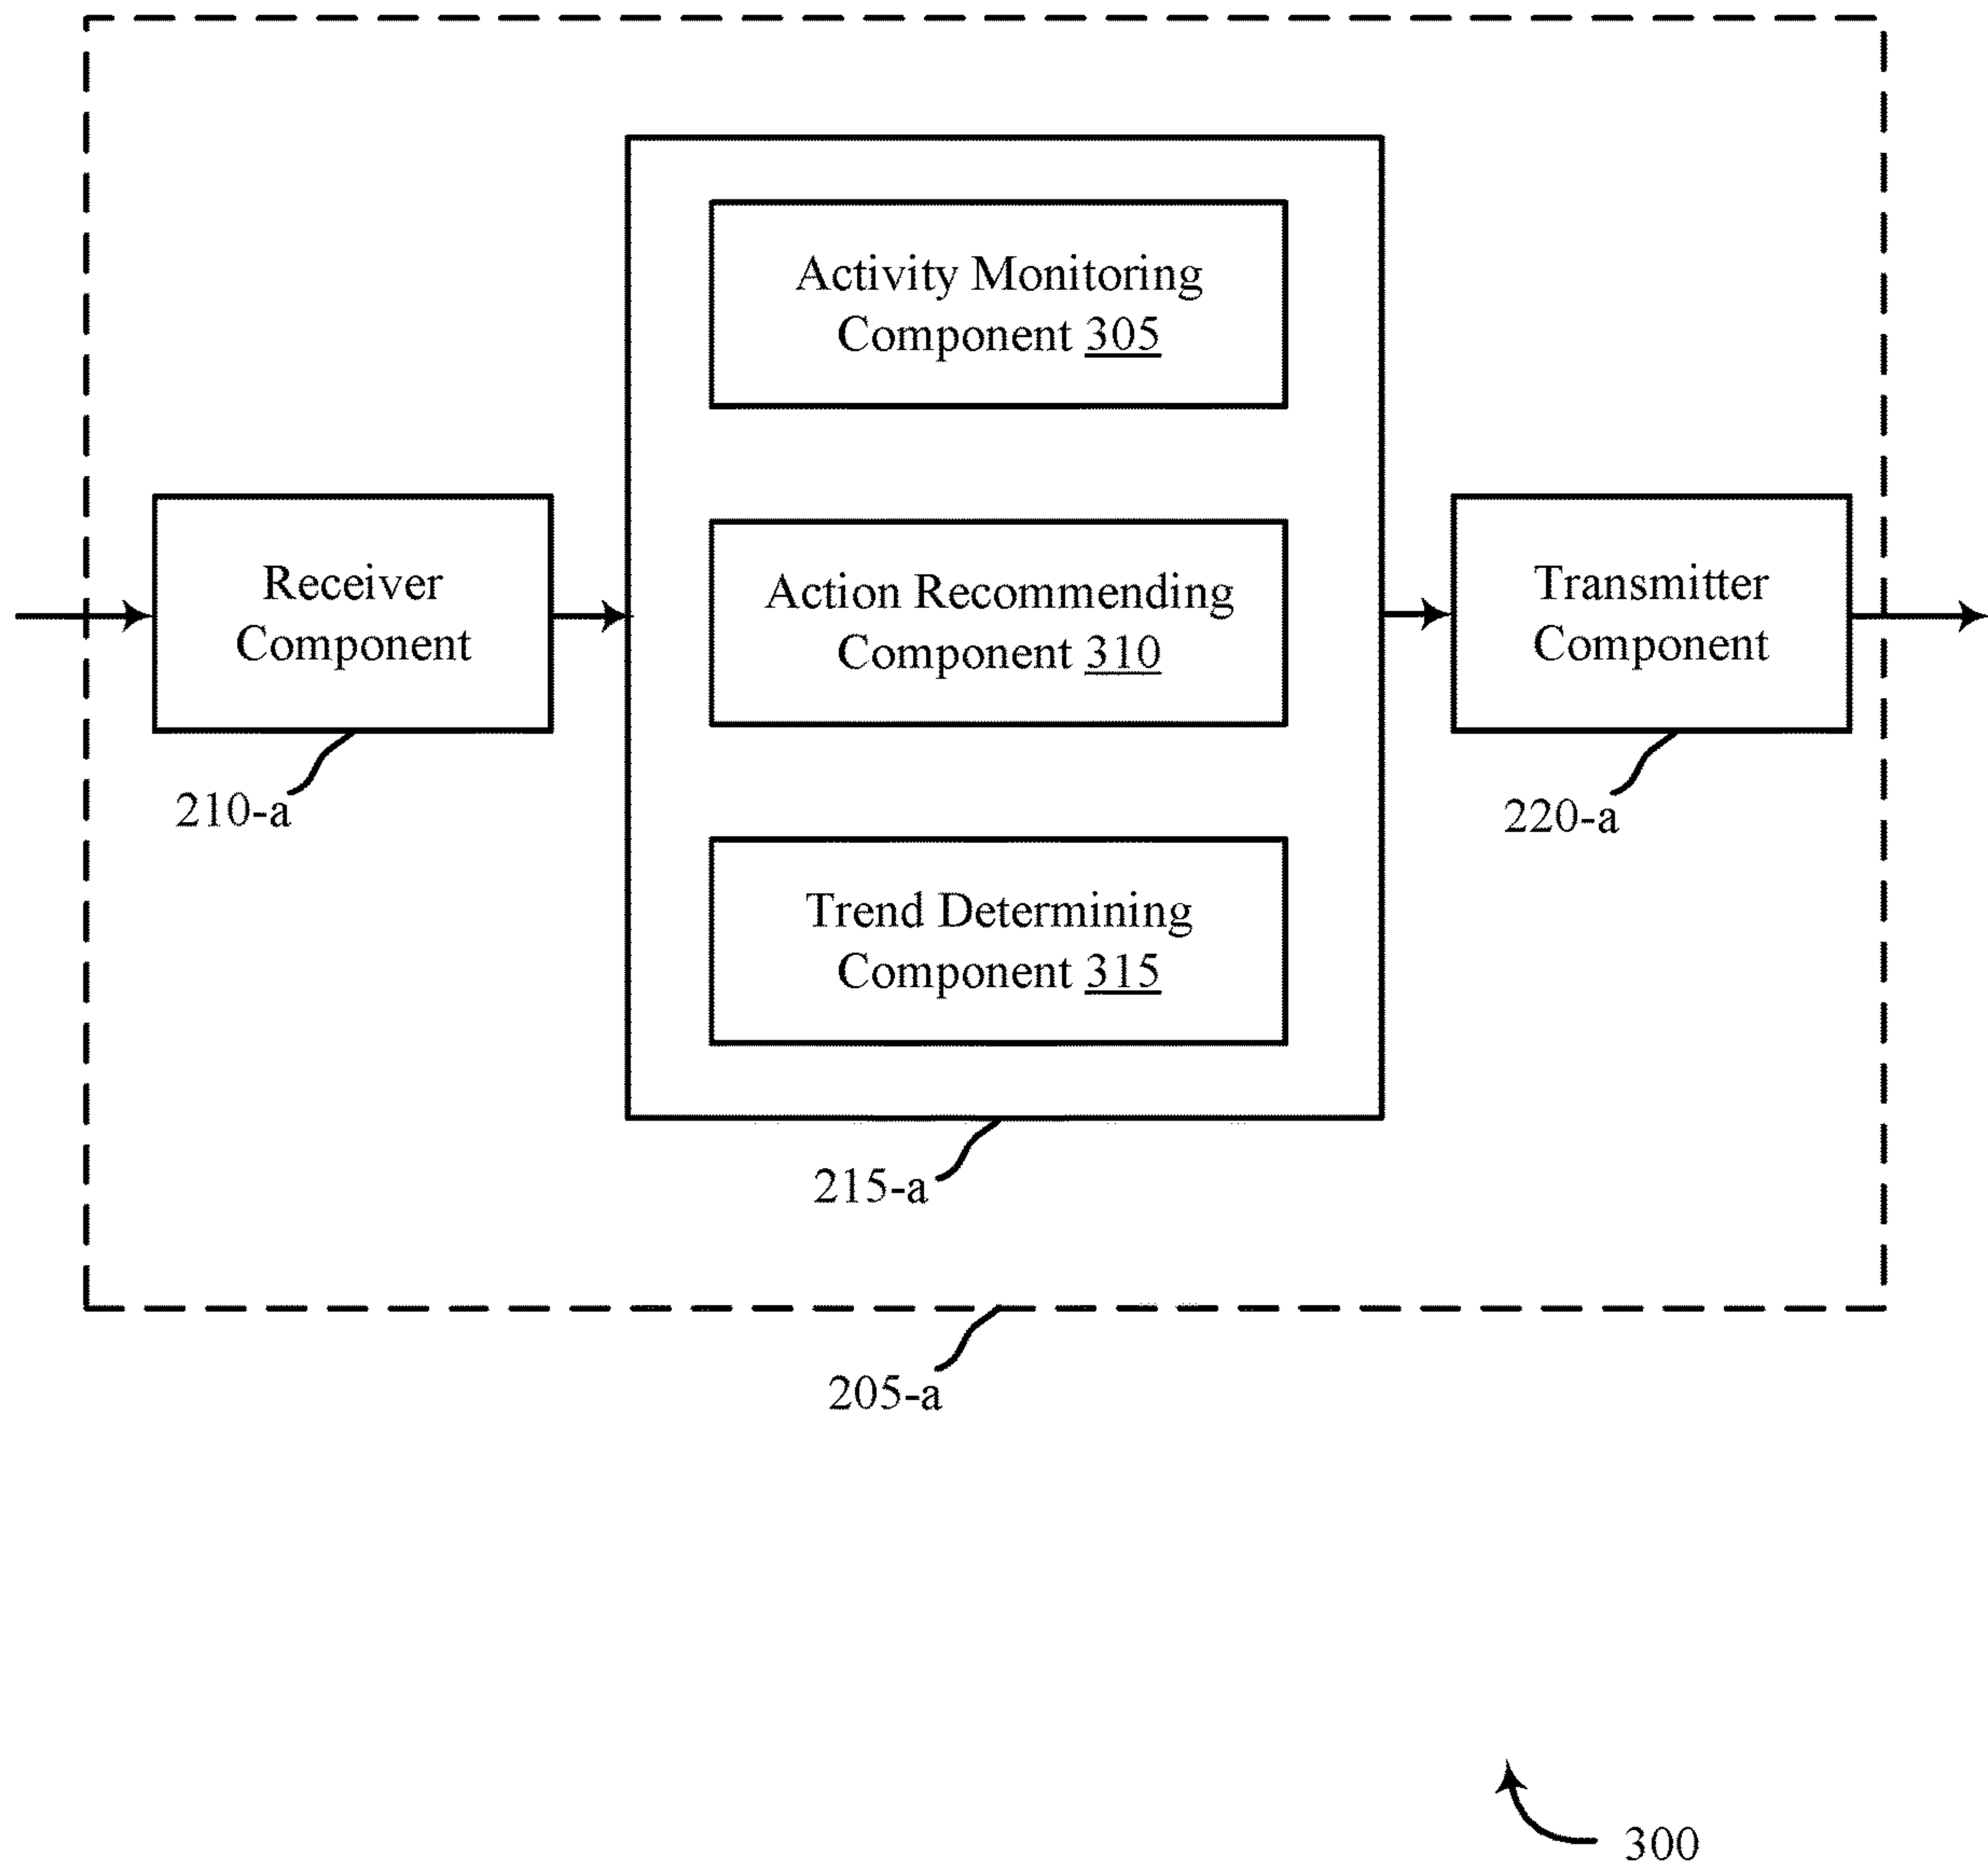 Activity Monitoring
Component 305
Receiver
Component
Action Recommending
Component 310
Transmitter
Component
210-a
220-a
Trend Determining
Component 315
215-a
205-a
300